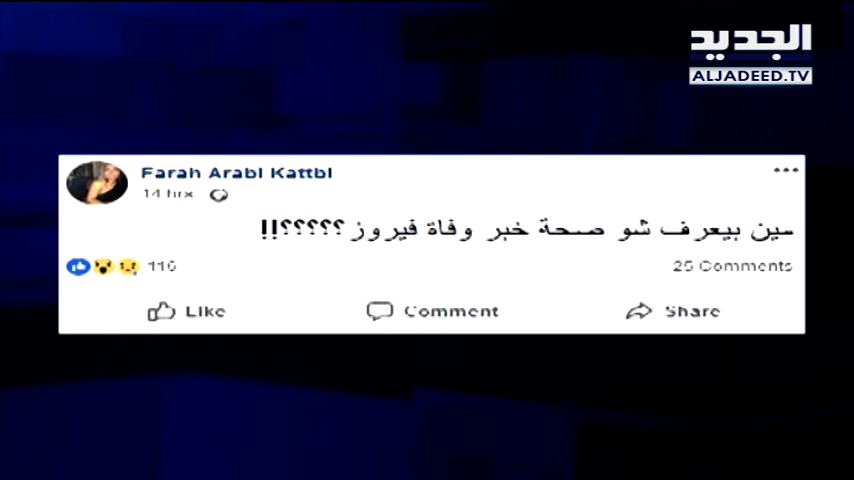 الجديد
ALJADEED.TV
Farah Arabi Kattbi
14 hrs
سين بيعرف شو صحة خبر وفاة فيروز؟؟؟؟؟!!
116
25 Comments
Like
Comment
Share